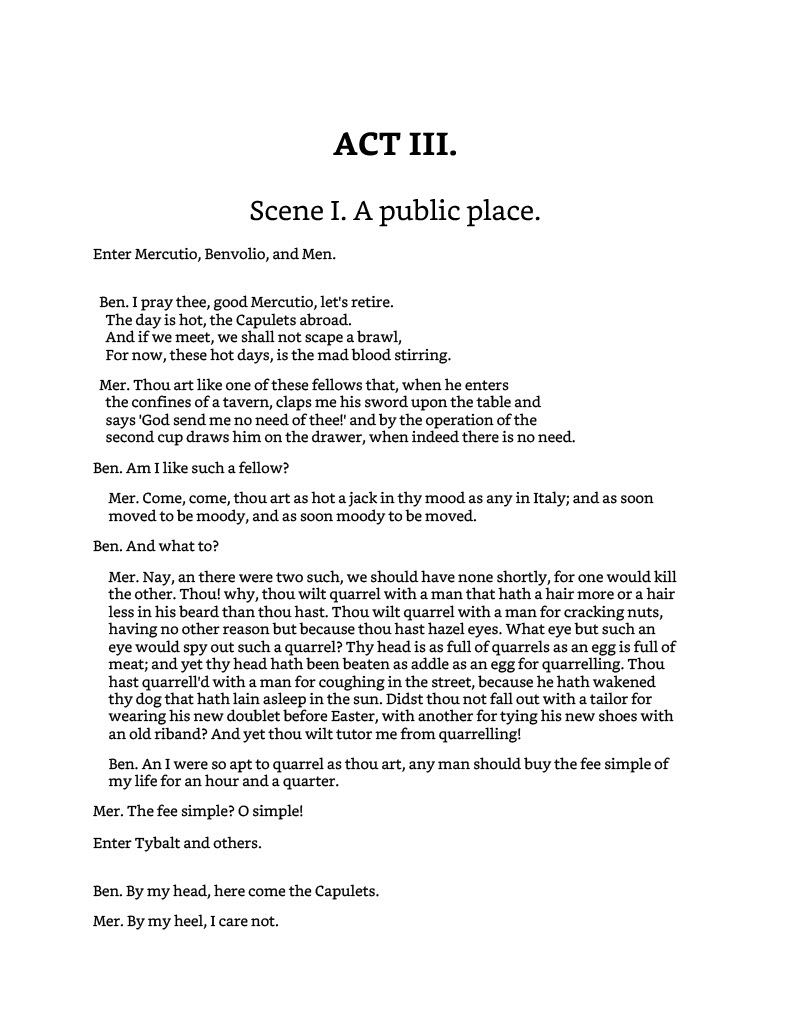 ACT III.
Scene I. A public place.
Enter Mercutio, Benvolio, and Men.
Ben. I pray thee, good Mercutio, let's retire.
The day is hot, the Capulets abroad.
And if we meet, we shall not scape a brawl,
For now, these hot days, is the mad blood stirring.
Mer. Thou art like one of these fellows that, when he enters
the confines of a tavern, claps me his sword upon the table and
says 'God send me no need of thee!' and by the operation of the
second cup draws him on the drawer, when indeed there is no need.
Ben. Am I like such a fellow?
Mer. Come, come, thou art as hot a jack in thy mood as any in Italy; and as soon
moved to be moody, and as soon moody to be moved.
Ben. And what to?
Mer. Nay, an there were two such, we should have none shortly, for one would kill
the other. Thou! why, thou wilt quarrel with a man that hath a hair more or a hair
less in his beard than thou hast. Thou wilt quarrel with a man for cracking nuts,
having no other reason but because thou hast hazel eyes. What eye but such an
eye would spy out such a quarrel? Thy head is as full of quarrels as an egg is full of
meat; and yet thy head hath been beaten as addle as an egg for quarrelling. Thou
hast quarrell'd with a man for coughing in the street, because he hath wakened
thy dog that hath lain asleep in the sun. Didst thou not fall out with a tailor for
wearing his new doublet before Easter, with another for tying his new shoes with
an old riband? And yet thou wilt tutor me from quarrelling!
Ben. An I were so apt to quarrel as thou art, any man should buy the fee simple of
my life for an hour and a quarter.
Mer. The fee simple? O simple!
Enter Tybalt and others.
Ben. By my head, here come the Capulets.
Mer. By my heel, I care not.